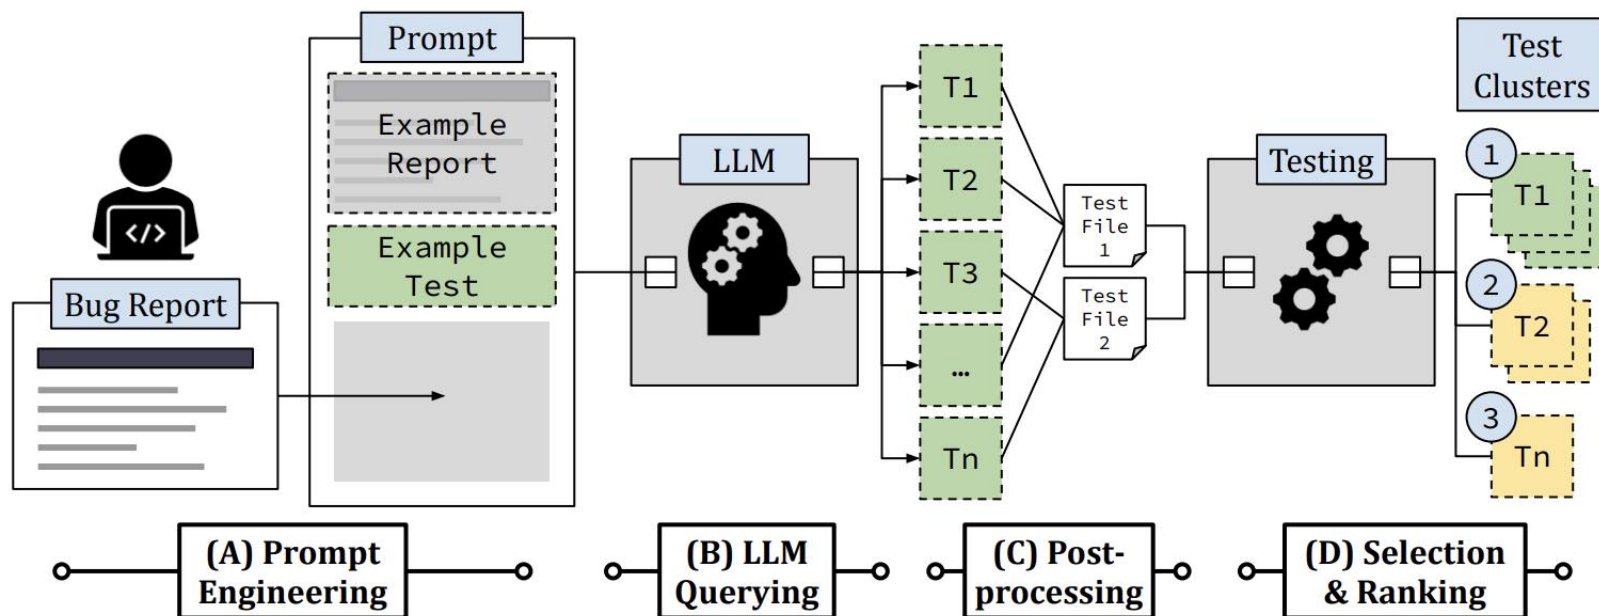 Prompt
Example
Report
Example
Test
</>
Bug Report
LLM
T1
T2
T3
...
Tn
Test
File
1
Test
File
2
Testing
Test
Clusters
1
T1
2
T2
3
Tn
(A) Prompt
Engineering
(B) LLM
Querying
(C) Post-
processing
(D) Selection
& Ranking